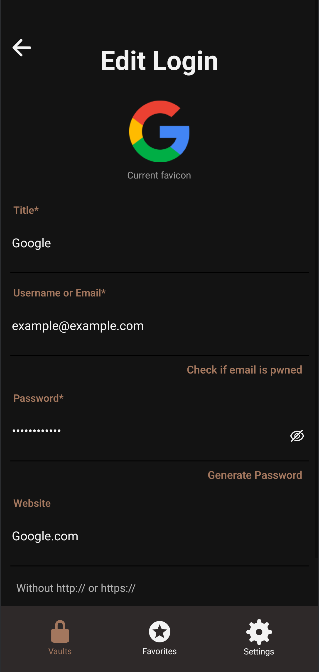 Edit Login
Current favicon
Title*
Google
Username or Email*
example@example.com
Check if email is pwned
Password*
••••••••••••
Generate Password
Website
Google.com
Without http:// or https://
Vaults
Favorites
Settings